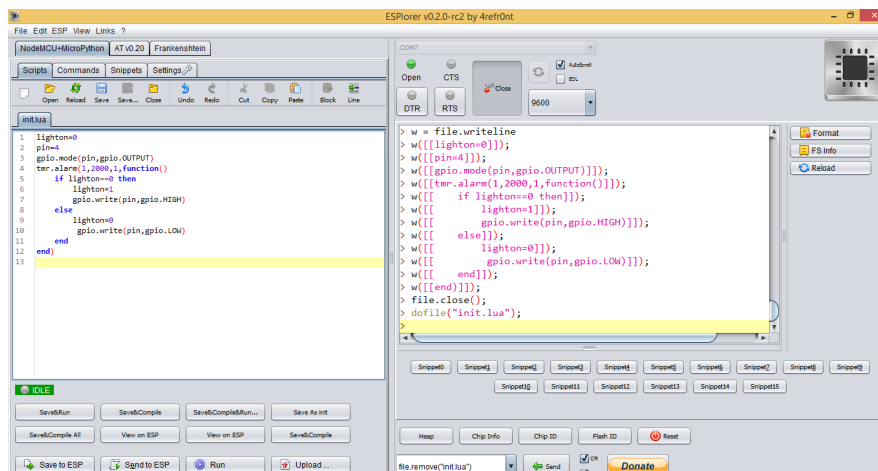 ESPlorer v0.2.0-rc2 by 4refr0nt
File Edit ESP View Links ?
NodeMCU+MicroPython AT v0.20 Frankenshtein
Scripts Commands Snippets Settings
Open Reload Save Save... Close Undo Redo Cut Copy Paste Block Line
init.lua
1 lighton=0
2 pin=4
3 gpio.mode(pin,gpio.OUTPUT)
4 tmr.alarm(1,2000,1,function()
5 if lighton==0 then
6 lighton=1
7 gpio.write(pin,gpio.HIGH)
8 else
9 lighton=0
10 gpio.write(pin,gpio.LOW)
11 end
12 end)
13
IDLE
Save&Run Save&Compile Save&Compile&Run... Save As init
Save&Compile All View on ESP View on ESP Save&Compile
Save to ESP Send to ESP Run Upload ...
COM7
Open CTS Close AutoScroll
EOL
DTR RTS 9600
> w = file.writeline
> w([[lighton=0]]);
> w([[pin=4]]);
> w([[gpio.mode(pin,gpio.OUTPUT)]]);
> w([[tmr.alarm(1,2000,1,function()]]);
> w([[ if lighton==0 then]]);
> w([[ lighton=1]]);
> w([[ gpio.write(pin,gpio.HIGH)]]);
> w([[ else]]);
> w([[ lighton=0]]);
> w([[ gpio.write(pin,gpio.LOW)]]);
> w([[ end]]);
> w([[end)]]);
> file.close();
> dofile("init.lua");
>
Format
FS Info
Reload
Snippet0 Snippet1 Snippet2 Snippet3 Snippet4 Snippet5 Snippet6 Snippet7 Snippet8 Snippet9
Snippet10 Snippet11 Snippet12 Snippet13 Snippet14 Snippet15
Heap Chip Info Chip ID Flash ID Reset
file.remove("init.lua") Send CR Donate